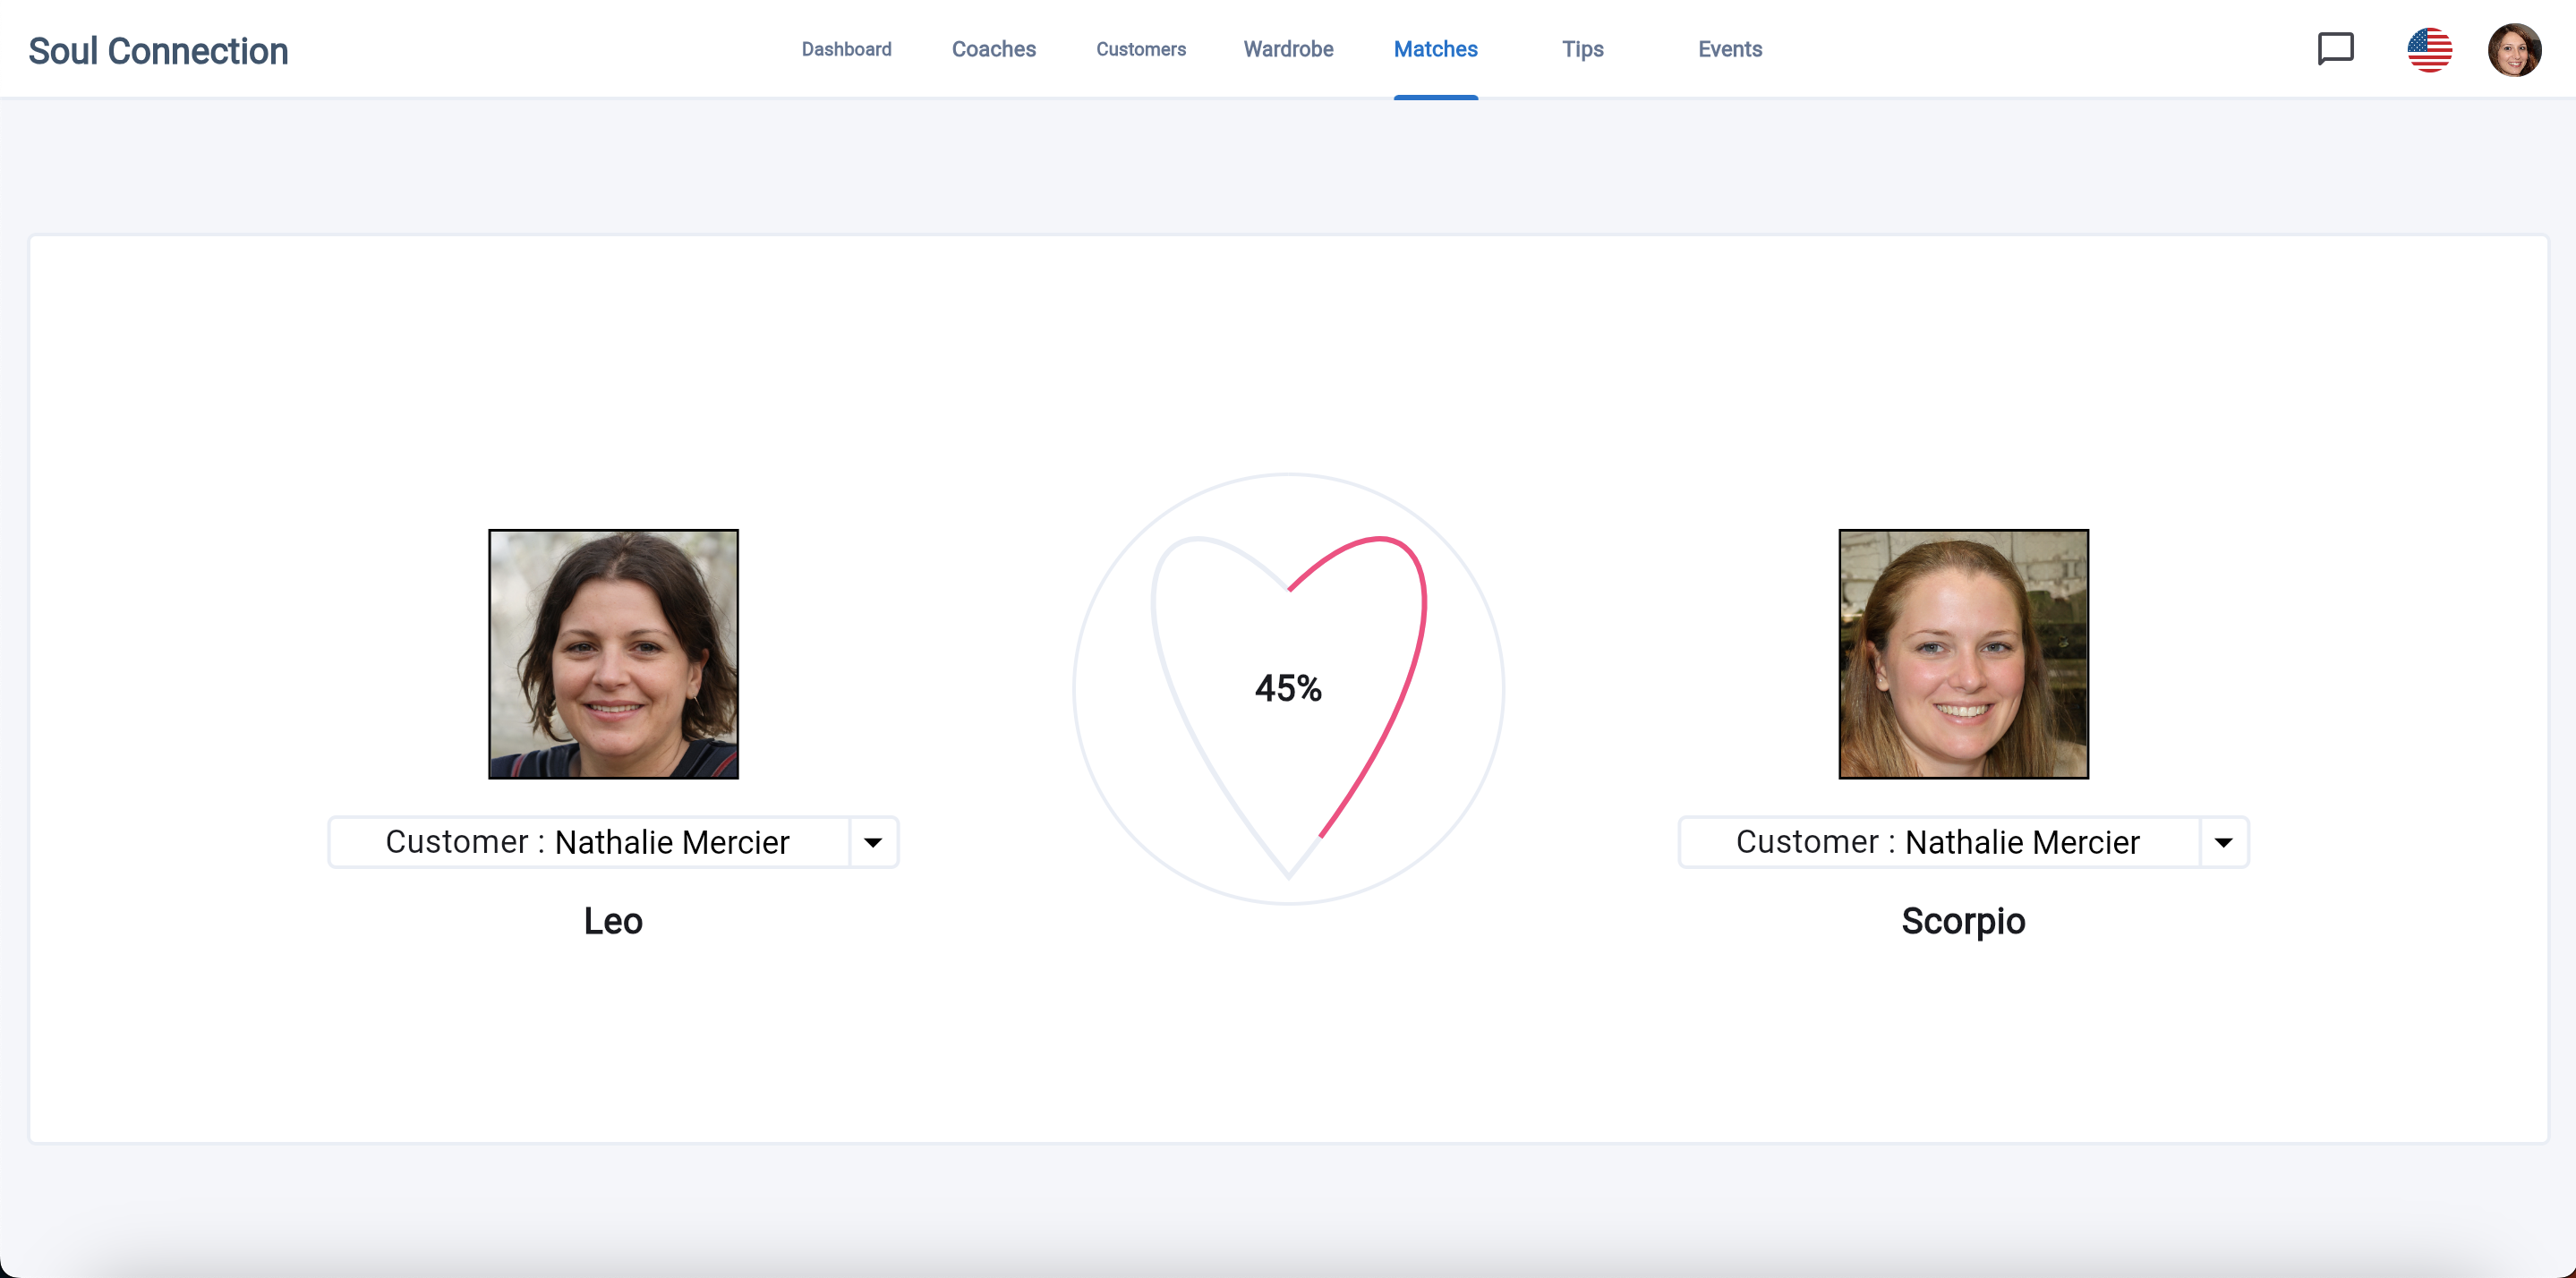 Soul Connection
Dashboard Coaches Customers Wardrobe Matches Tips Events
45%
Customer : Nathalie Mercier
Leo
Customer : Nathalie Mercier
Scorpio